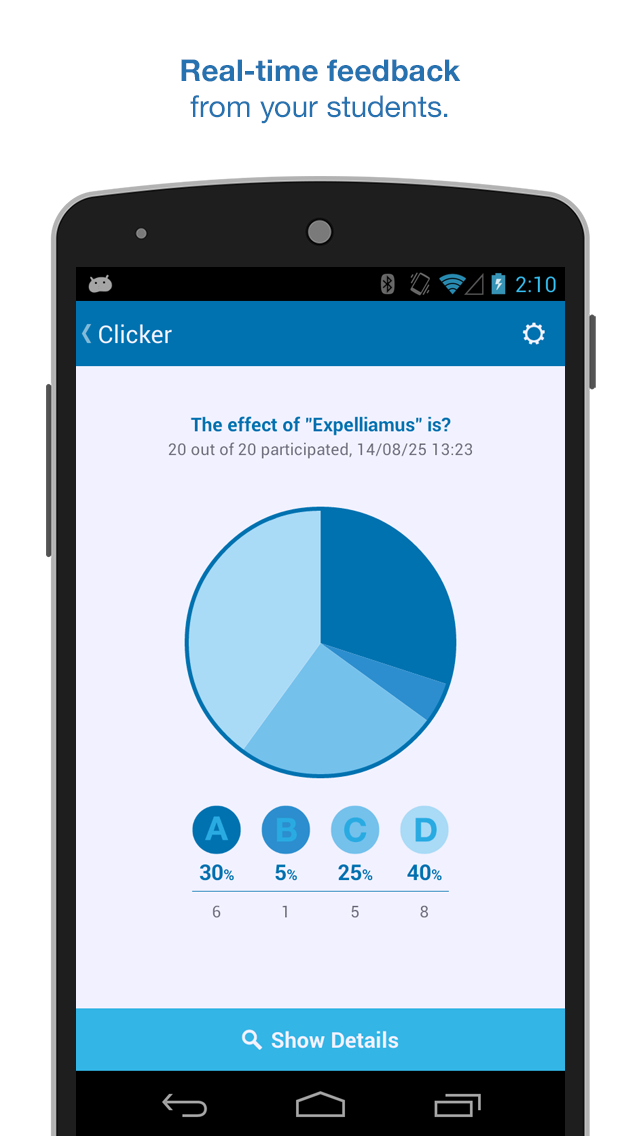 Real-time feedback
from your students.
2:10
Clicker
The effect of "Expelliamus" is?
20 out of 20 participated, 14/08/25 13:23
A B C D
30% 5% 25% 40%
6 1 5 8
Show Details